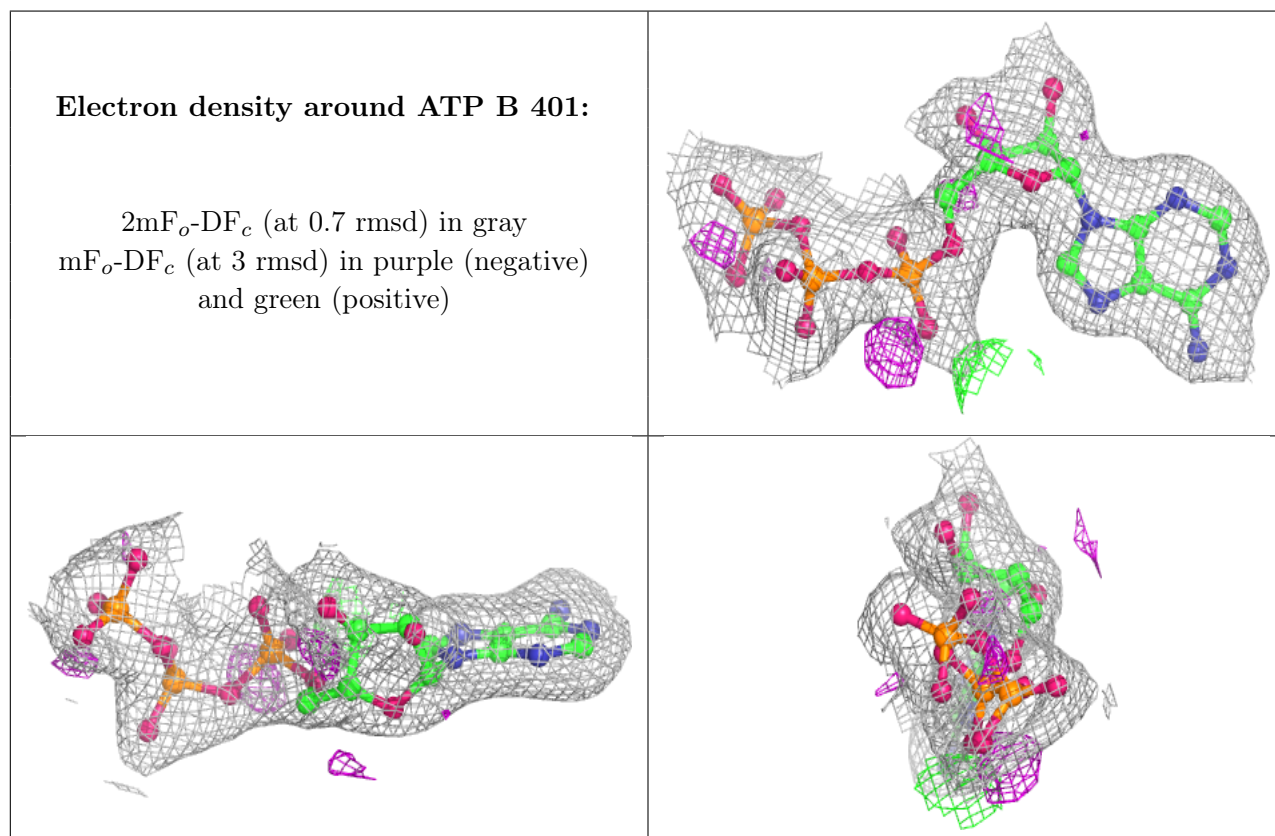 Electron density around ATP B 401:
2mFo-DFc (at 0.7 rmsd) in gray
mFo-DFc (at 3 rmsd) in purple (negative)
and green (positive)